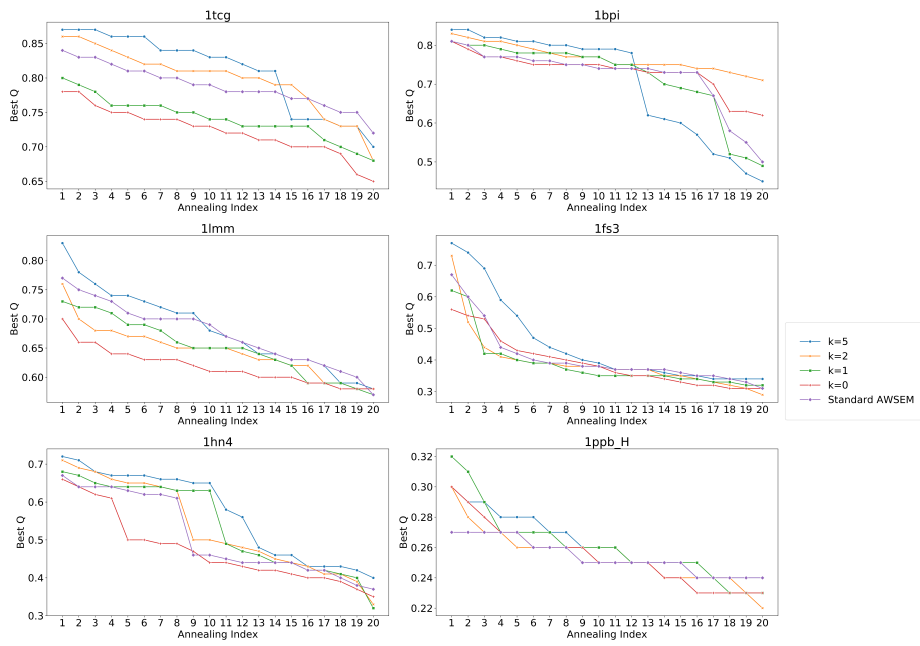 1tcg
Best Q
0.85
0.80
0.75
0.70
0.65
1 2 3 4 5 6 7 8 9 10 11 12 13 14 15 16 17 18 19 20
Annealing Index
1bpi
Best Q
0.8
0.7
0.6
0.5
1 2 3 4 5 6 7 8 9 10 11 12 13 14 15 16 17 18 19 20
Annealing Index
1lmm
Best Q
0.80
0.75
0.70
0.65
0.60
1 2 3 4 5 6 7 8 9 10 11 12 13 14 15 16 17 18 19 20
Annealing Index
1fs3
Best Q
0.7
0.6
0.5
0.4
0.3
1 2 3 4 5 6 7 8 9 10 11 12 13 14 15 16 17 18 19 20
Annealing Index
k=5
k=2
k=1
k=0
Standard AWSEM
1hn4
Best Q
0.7
0.6
0.5
0.4
0.3
1 2 3 4 5 6 7 8 9 10 11 12 13 14 15 16 17 18 19 20
Annealing Index
1ppb_H
Best Q
0.32
0.30
0.28
0.26
0.24
0.22
1 2 3 4 5 6 7 8 9 10 11 12 13 14 15 16 17 18 19 20
Annealing Index